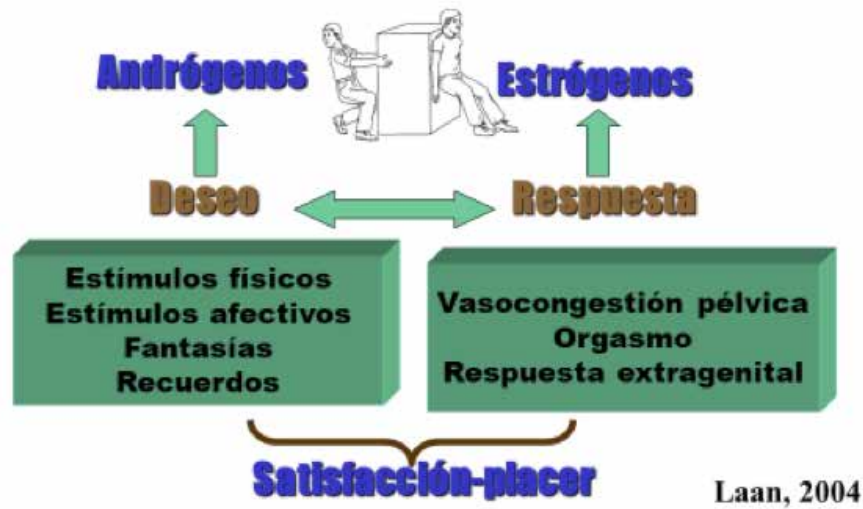 Andrógenos
Estrógenos
Deseo
Respuesta
Estímulos físicos
Estímulos afectivos
Fantasías
Recuerdos
Vasocongestión pélvica
Orgasmo
Respuesta extragenital
Satisfacción-placer
Laan, 2004